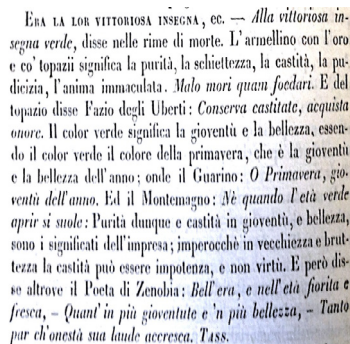 ERA LA LOR VITTORIOSA INSEGNA, ec. — Alla vittoriosa in-
segna verde, disse nelle rime di morte. L'armellino con l'oro
e co' topazii significa la purità, la schiettezza, la castità, la pu-
dicizia, l'anima immaculata. Malo mori quam foedari. E del
topazio disse Fazio degli Uberti: Conserva castitate, acquista
onore. Il color verde significa la gioventù e la bellezza, essen-
do il color verde il colore della primavera, che è la gioventù
e la bellezza dell'anno; onde il Guarino: O Primavera, gio-
ventù dell'anno. Ed il Montemagno: Nè quando l'età verde
aprir si suole: Purità dunque e castità in gioventù, e bellezza,
sono i significati dell'impresa; imperocchè in vecchiezza e brut-
tezza la castità può essere impotenza, e non virtù. E però dis-
se altrove il Poeta di Zenobia: Bell'era, e nell'età fiorita e
fresca, – Quant'in più gioventute e 'n più bellezza, – Tanto
par ch'onestà sua laude accresca. TASS.